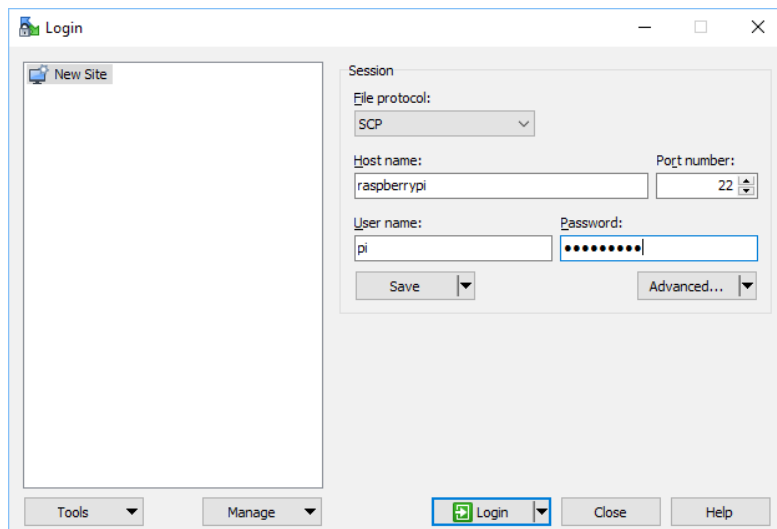 Login
New Site
Session
File protocol:
SCP
Host name: Port number:
raspberrypi 22
User name: Password:
pi ●●●●●●●●●
Save Advanced...
Tools Manage Login Close Help